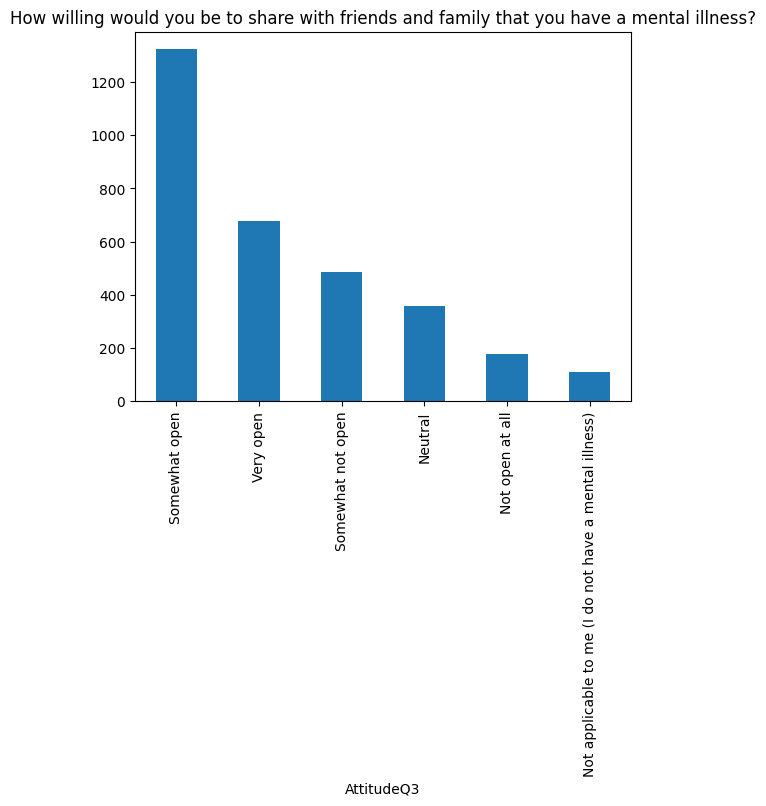 How willing would you be to share with friends and family that you have a mental illness?
1200
1000
800
600
400
200
0
Somewhat open
Very open
Somewhat not open
Neutral
Not open at all
Not applicable to me (I do not have a mental illness)
AttitudeQ3